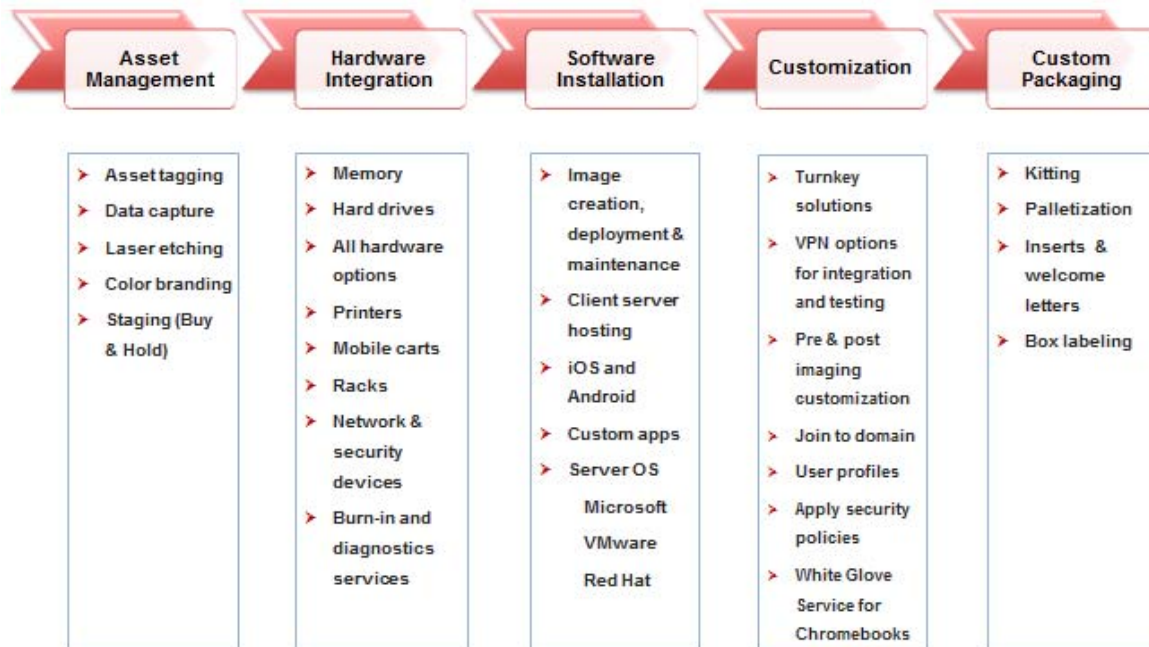 Asset
Management
Hardware
Integration
Software
Installation
Customization
Custom
Packaging
Asset tagging
Data capture
Laser etching
Color branding
Staging (Buy
& Hold)
Memory
Hard drives
All hardware
options
Printers
Mobile carts
Racks
Network &
security
devices
Burn-in and
diagnostics
services
Image
creation,
deployment &
maintenance
Client server
hosting
iOS and
Android
Custom apps
Server OS
Microsoft
VMware
Red Hat
Turnkey
solutions
VPN options
for integration
and testing
Pre & post
imaging
customization
Join to domain
User profiles
Apply security
policies
White Glove
Service for
Chromebooks
Kitting
Palletization
Inserts &
welcome
letters
Box labeling